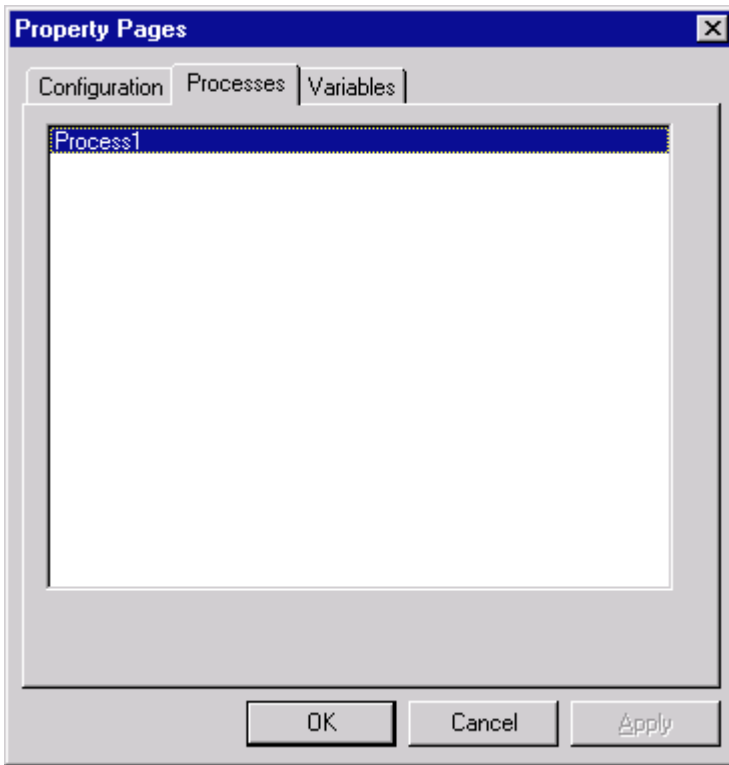 Property Pages
Configuration Processes Variables
Process1
OK Cancel Apply